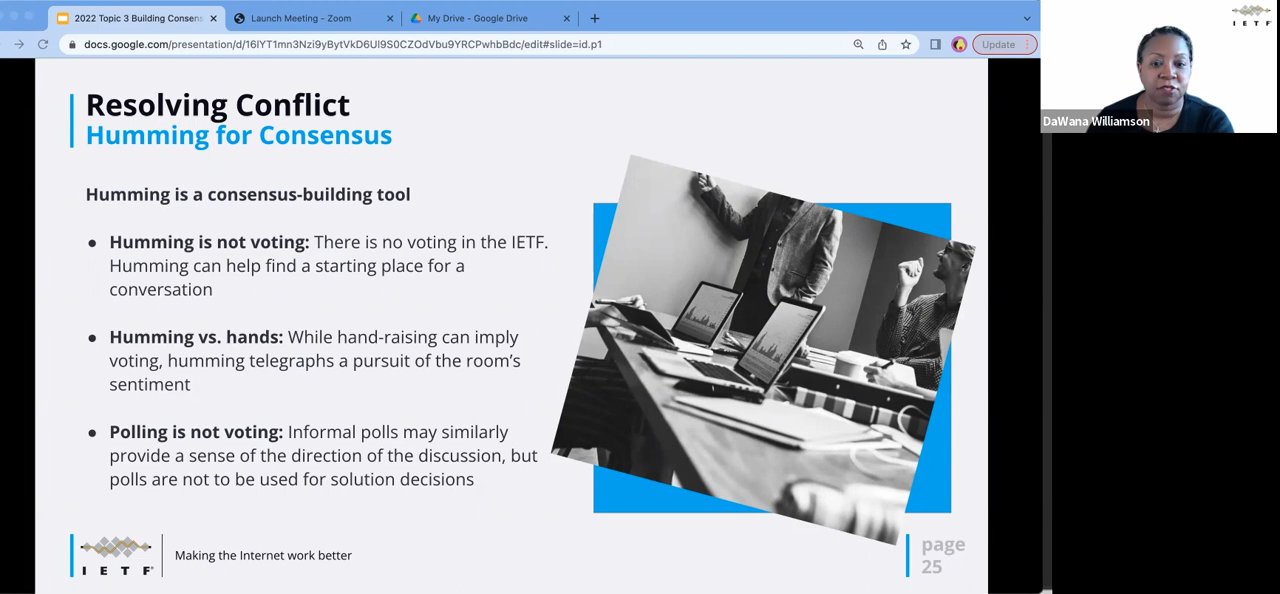 2022 Topic 3 Building Consens
Launch Meeting - Zoom
My Drive - Google Drive
docs.google.com/presentation/d/16lYT1mn3Nzi9yBytVkD6Ul9S0CZOdVbu9YRCPwhbBdc/edit#slide=id.p1
Update
I E T F
DaWana Williamson
Resolving Conflict
Humming for Consensus
Humming is a consensus-building tool
● Humming is not voting: There is no voting in the IETF.
Humming can help find a starting place for a
conversation
● Humming vs. hands: While hand-raising can imply
voting, humming telegraphs a pursuit of the room's
sentiment
● Polling is not voting: Informal polls may similarly
provide a sense of the direction of the discussion, but
polls are not to be used for solution decisions
I E T F
Making the Internet work better
page
25